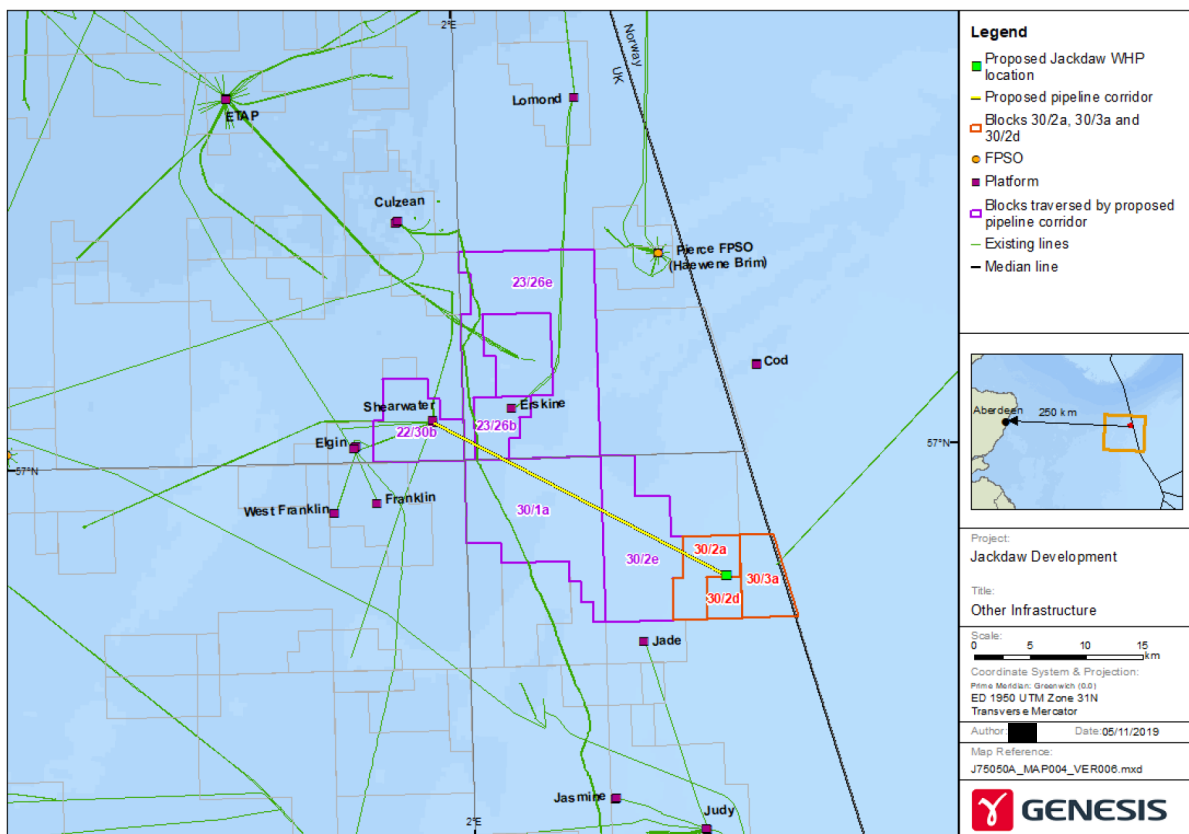 2°E
Norway
UK
Lomond
ETAP
Culzean
Pierce FPSO
(Haewene Brim)
23/26e
Cod
Shearwater
Erskine
22/30b
23/26b
Elgin
57°N
57°N
Franklin
West Franklin
30/1a
30/2e
30/2a
30/3a
30/2d
Jade
Jasmine
Judy
2°E
Legend
Proposed Jackdaw WHP
location
Proposed pipeline corridor
Blocks 30/2a, 30/3a and
30/2d
FPSO
Platform
Blocks traversed by proposed
pipeline corridor
Existing lines
Median line
Aberdeen
250 km
Project:
Jackdaw Development
Title:
Other Infrastructure
Scale:
0 5 10 15
km
Coordinate System & Projection:
Prime Meridian: Greenwich (0.0)
ED 1950 UTM Zone 31N
Transverse Mercator
Author: Date: 05/11/2019
Map Reference:
J75050A_MAP004_VER006.mxd
GENESIS